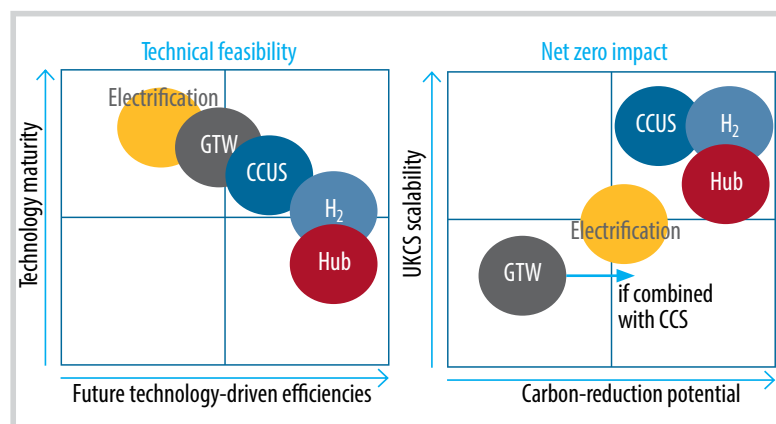 Technical feasibility
Technology maturity
Electrification
GTW
CCUS
H₂
Hub
Future technology-driven efficiencies
Net zero impact
UKCS scalability
CCUS
H₂
Hub
Electrification
GTW
if combined
with CCS
Carbon-reduction potential